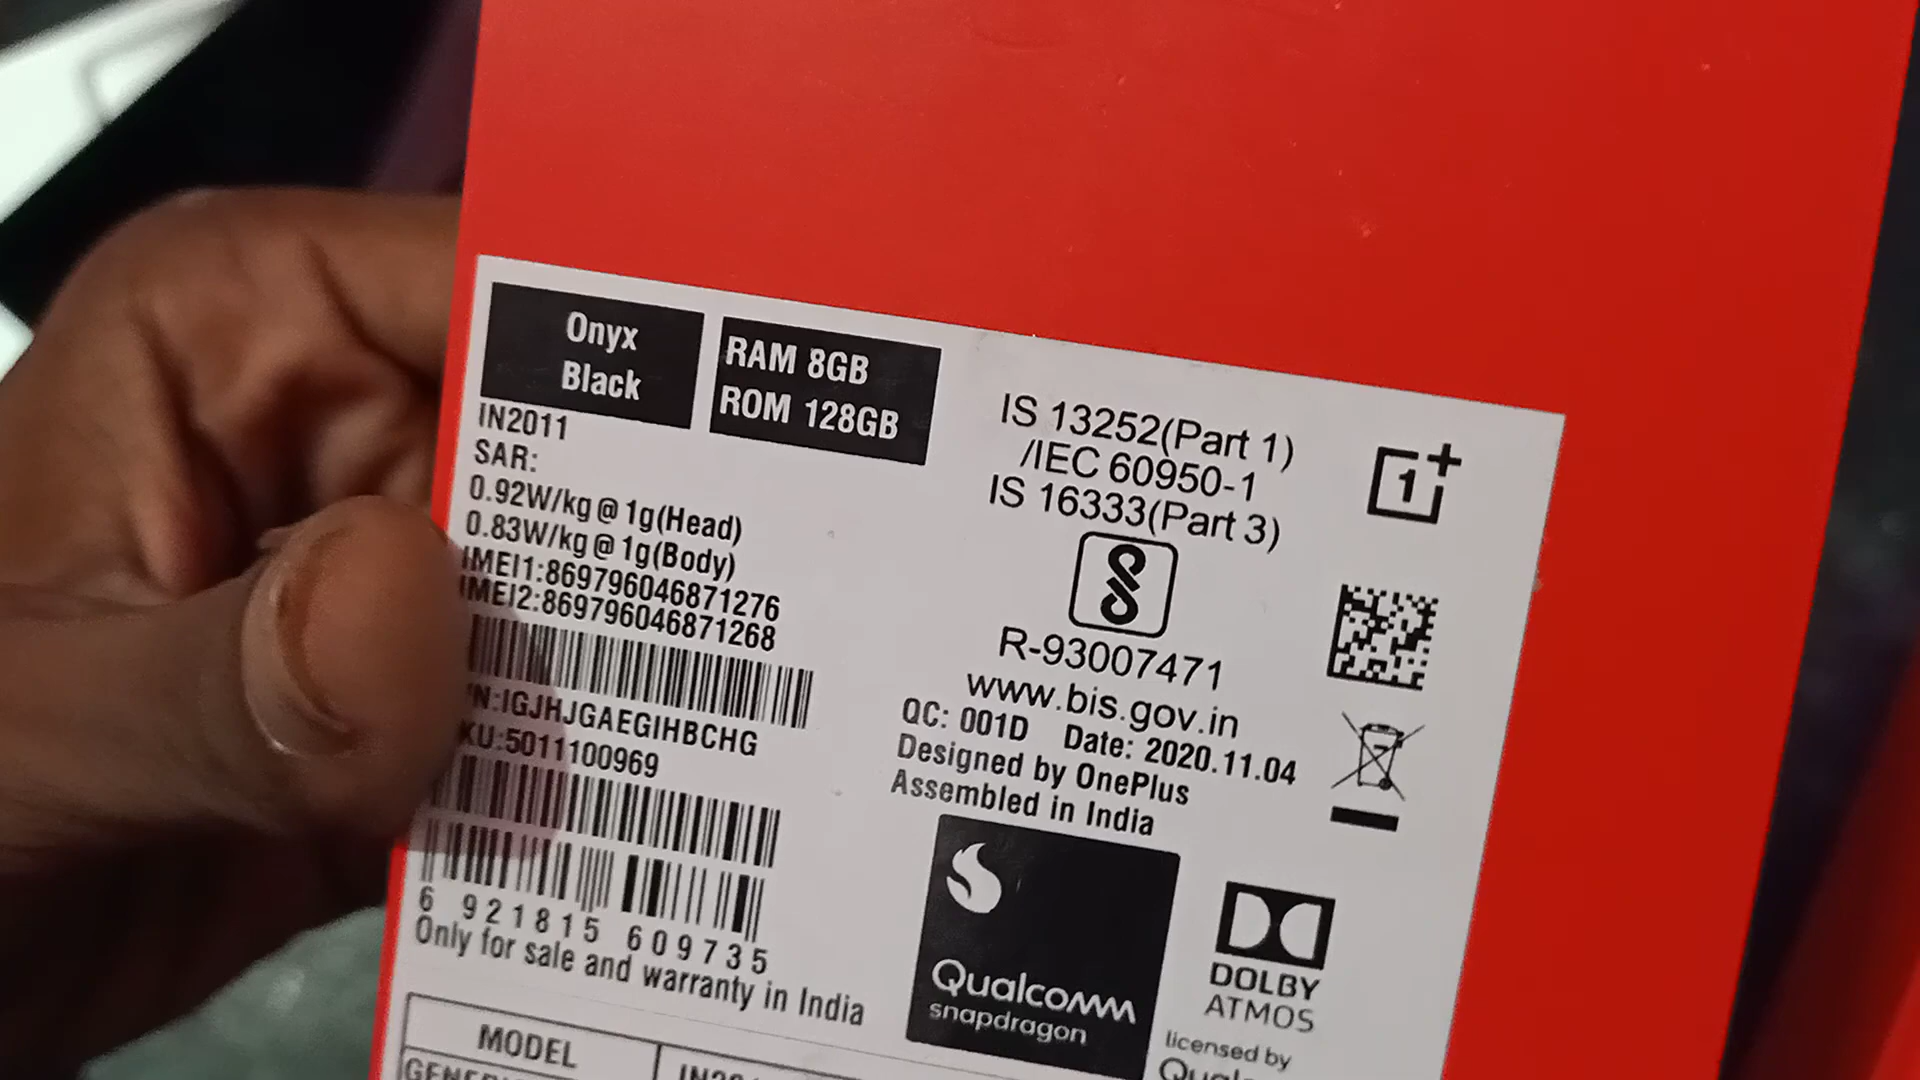 Onyx
Black
RAM 8GB
ROM 128GB
IN2011
SAR:
0.92W/kg @ 1g(Head)
0.83W/kg @ 1g(Body)
IMEI1:869796046871276
IMEI2:869796046871268
N:IGJHJGAEGIHBCHG
KU:5011100969
6 921815 609735
Only for sale and warranty in India
MODEL
IS 13252(Part 1)
/IEC 60950-1
IS 16333(Part 3)
R-93007471
www.bis.gov.in
QC: 001D Date: 2020.11.04
Designed by OnePlus
Assembled in India
1+
Qualcomm
snapdragon
DOLBY
ATMOS
licensed by